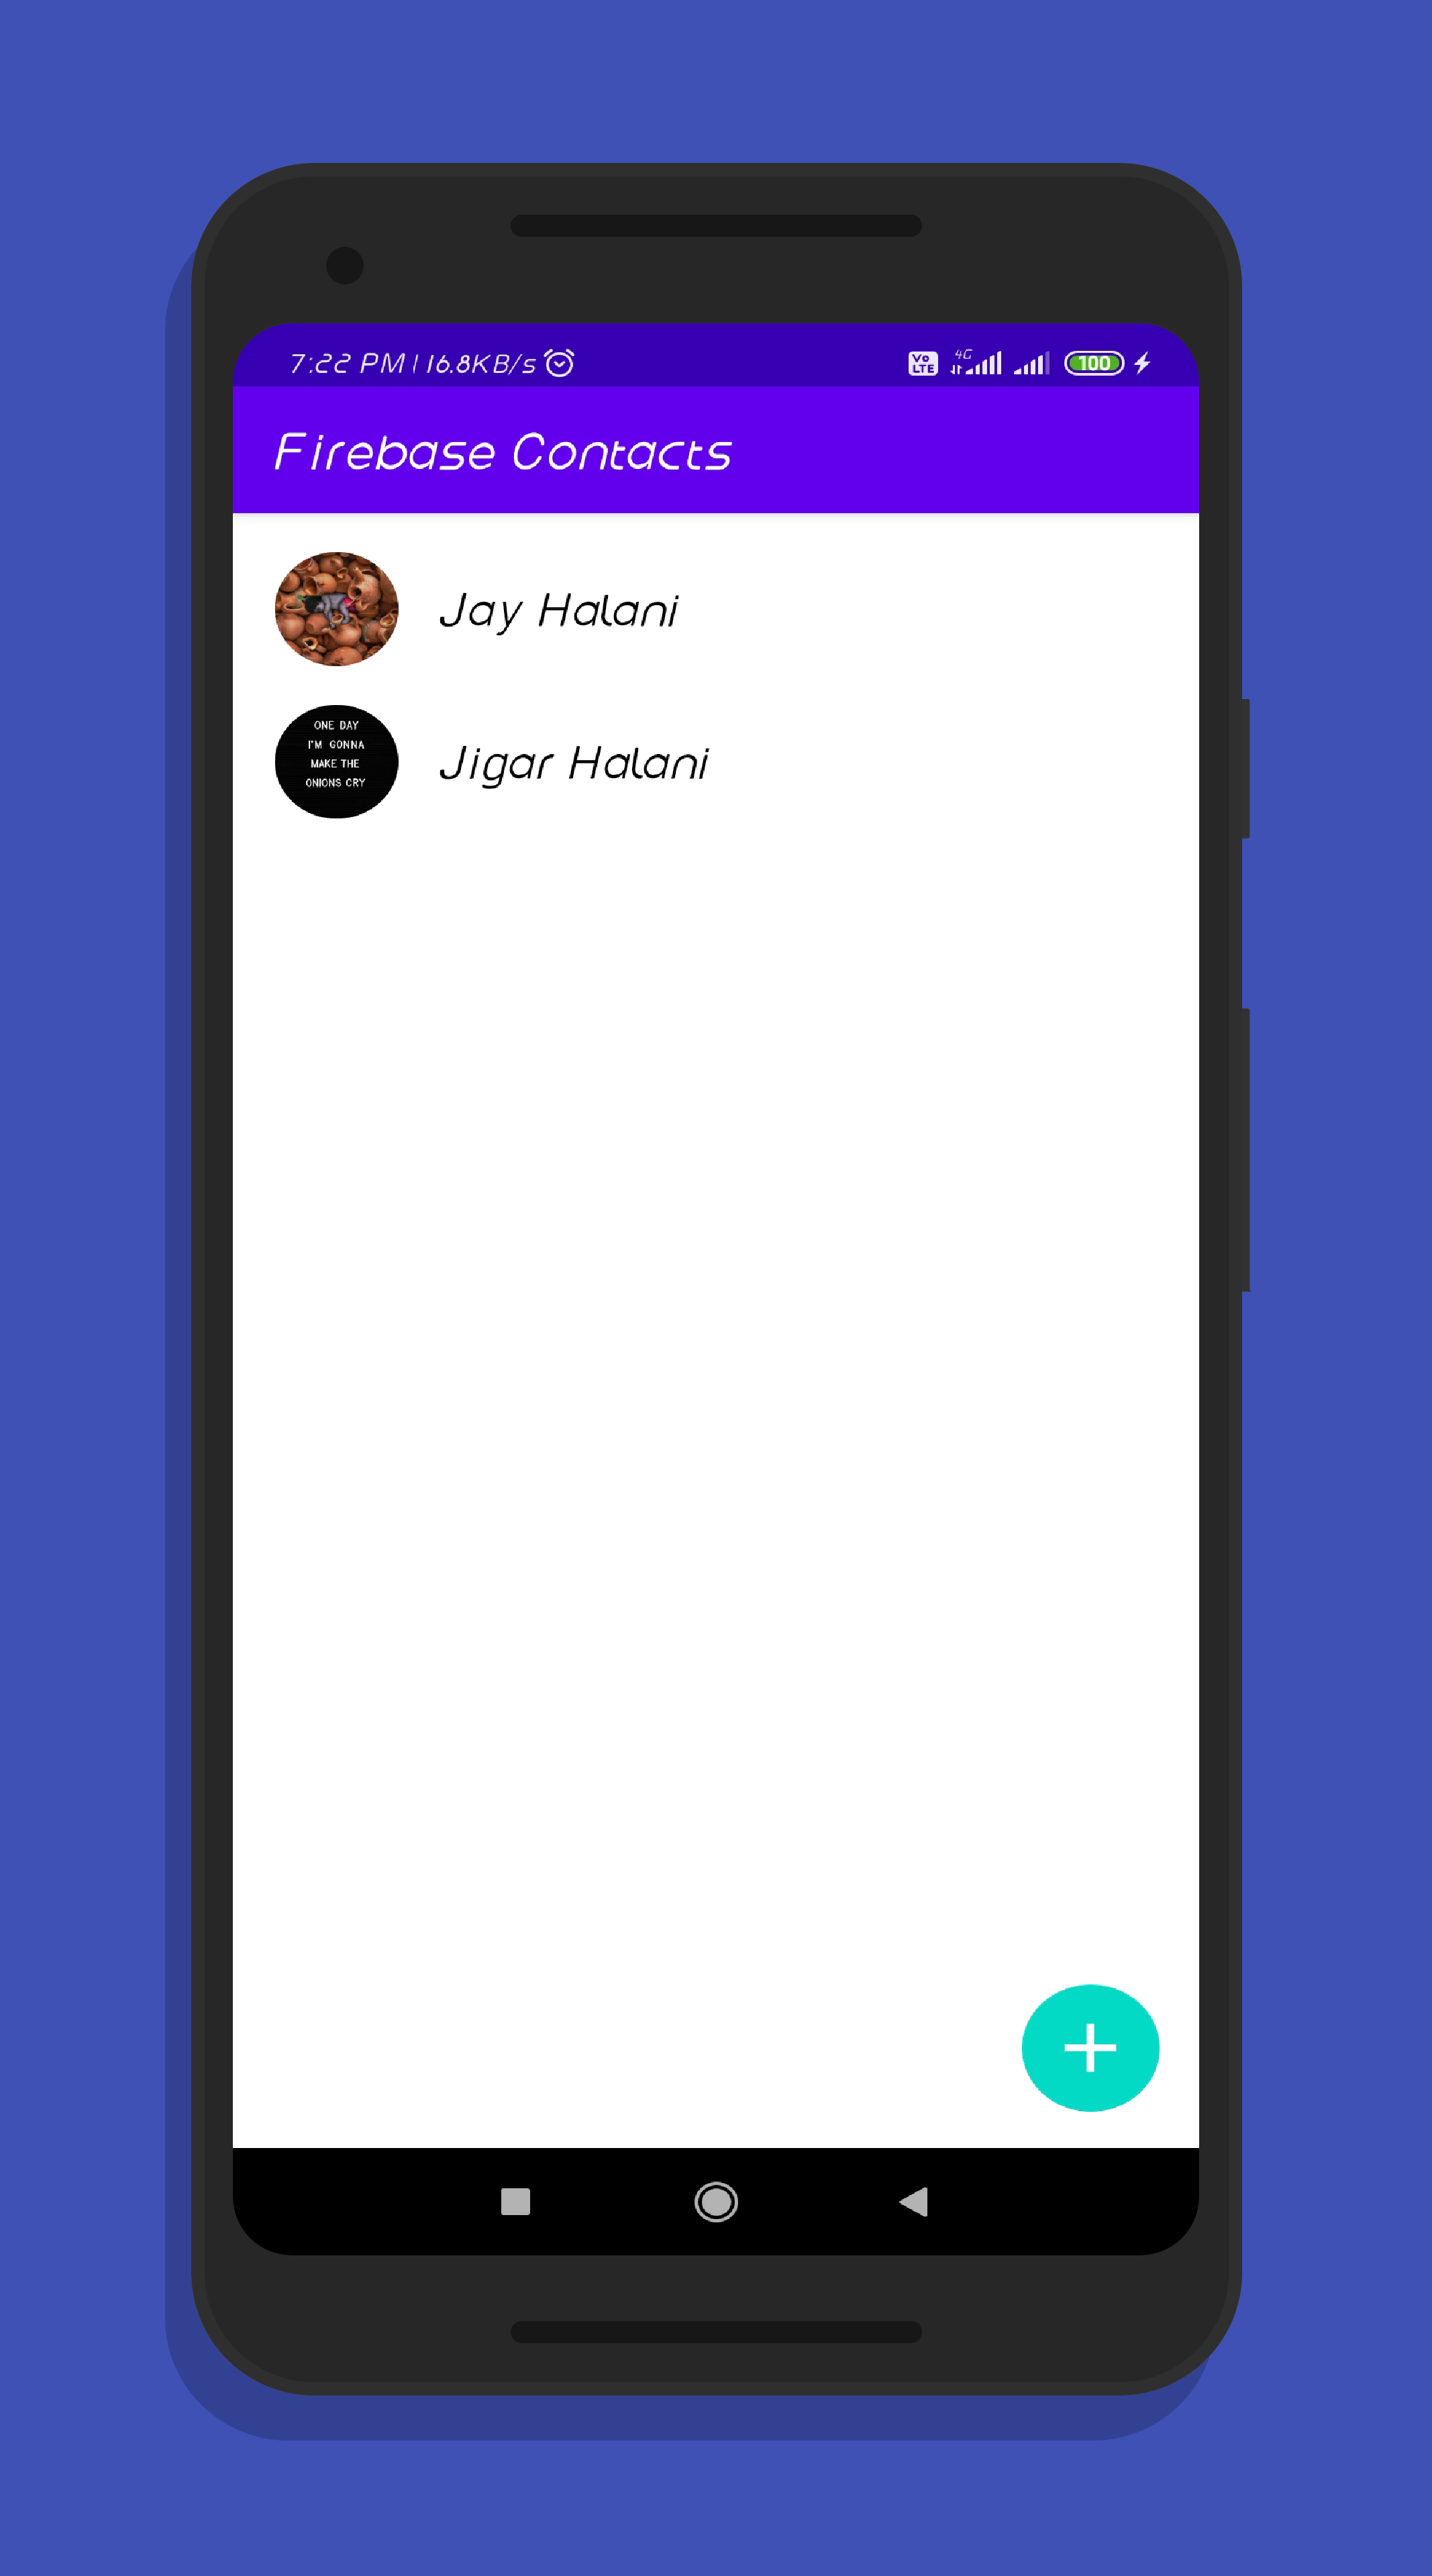 7:22 PM | 16.8KB/s Vo LTE 4G 100
Firebase Contacts
Jay Halani
ONE DAY
I'M GONNA
MAKE THE
ONIONS CRY
Jigar Halani